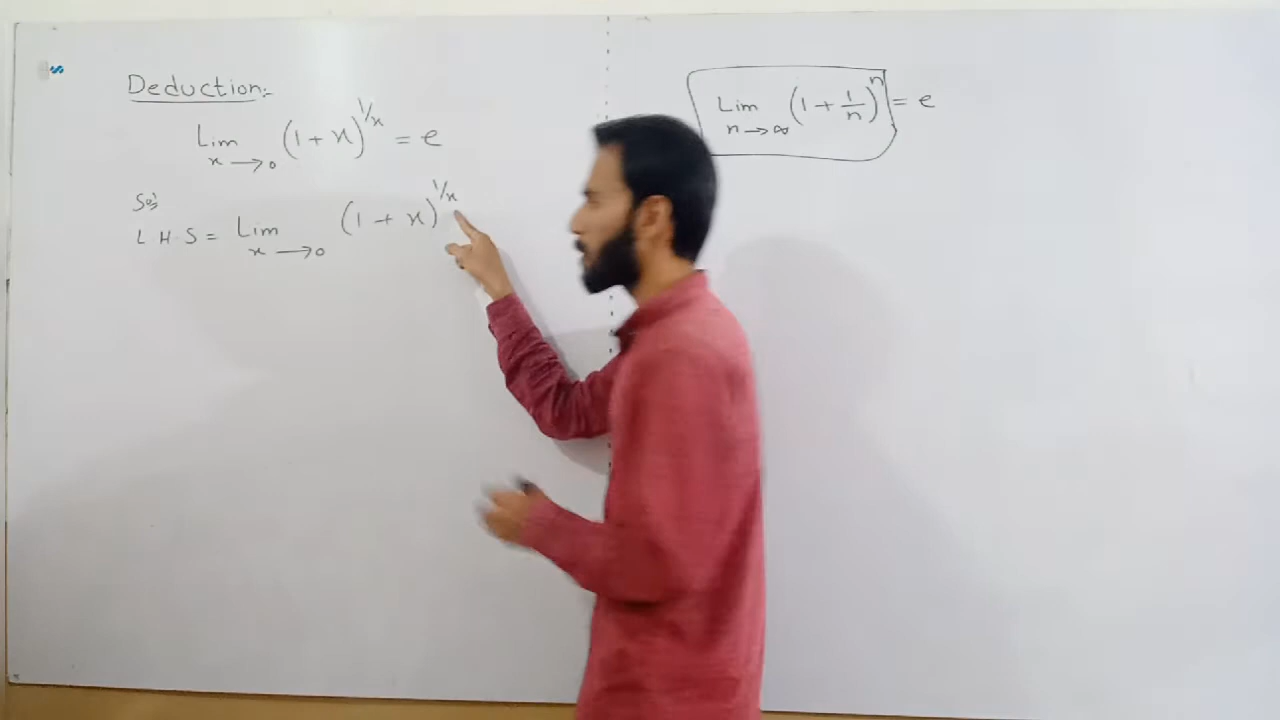 Deduction:-
Lim (1 + x)^1/x = e
x → 0
Sol
L.H.S = Lim (1 + x)^1/x
x → 0
Lim (1 + 1/n)^n = e
n → ∞